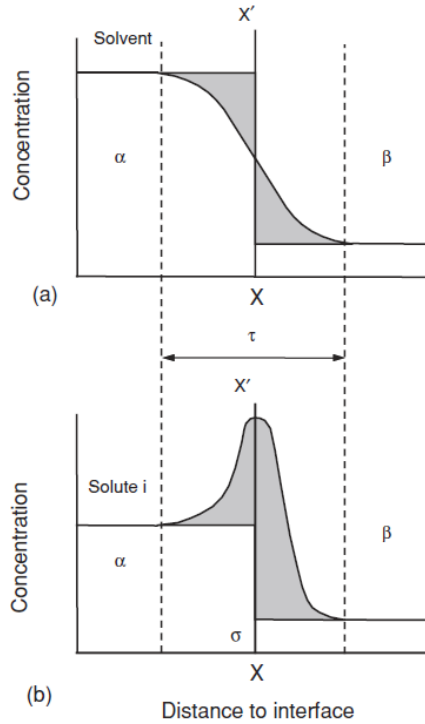 X′
Solvent
Concentration
α
β
(a)
X
τ
X′
Solute i
Concentration
α
β
σ
X
(b)
Distance to interface